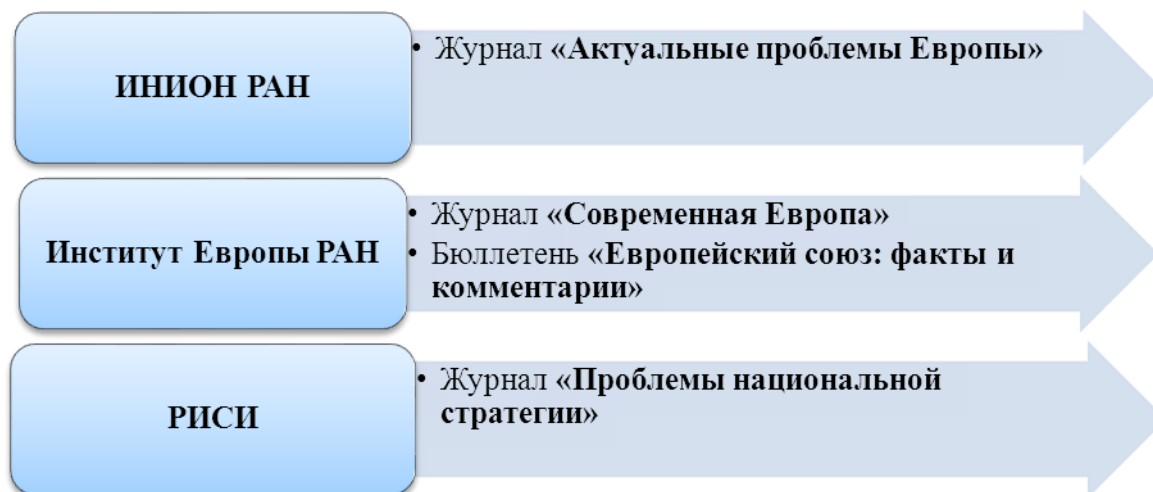 ИНИОН РАН
• Журнал «Актуальные проблемы Европы»
Институт Европы РАН
• Журнал «Современная Европа»
• Бюллетень «Европейский союз: факты и
комментарии»
РИСИ
• Журнал «Проблемы национальной
стратегии»